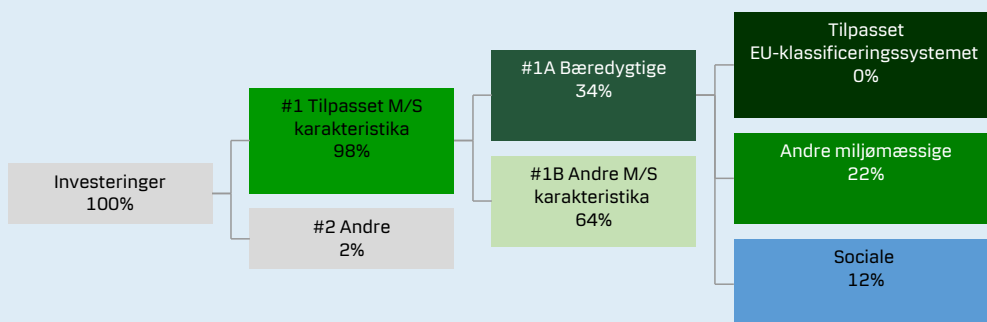 Investeringer
100%
#1 Tilpasset M/S
karakteristika
98%
#2 Andre
2%
#1A Bæredygtige
34%
#1B Andre M/S
karakteristika
64%
Tilpasset
EU-klassificeringssystemet
0%
Andre miljømæssige
22%
Sociale
12%